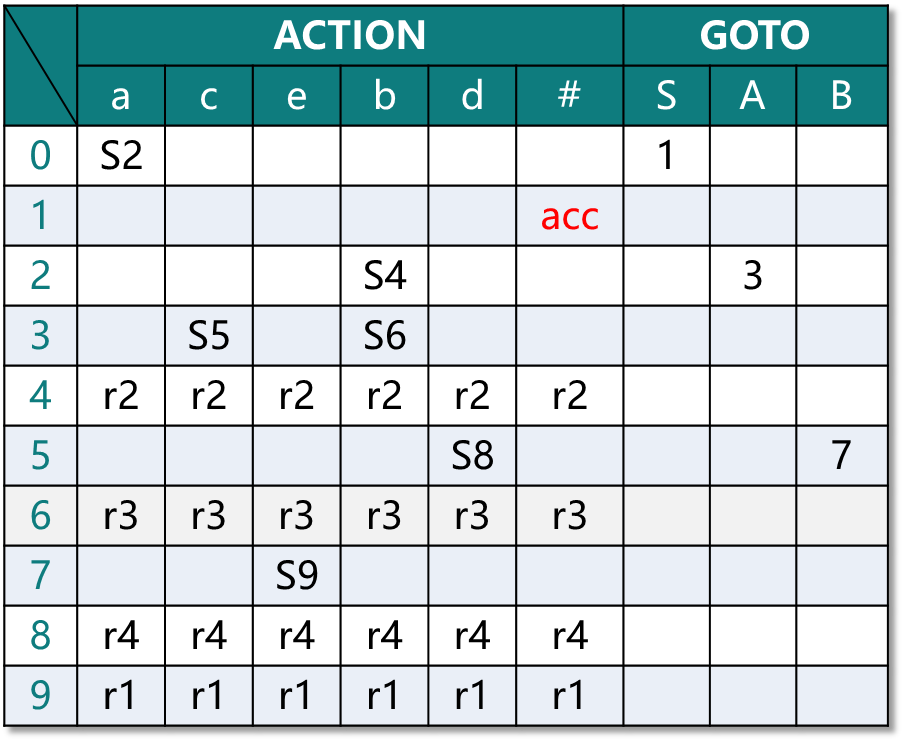 ACTION GOTO
a c e b d # S A B
0 S2 1
1 acc
2 S4 3
3 S5 S6
4 r2 r2 r2 r2 r2 r2
5 S8 7
6 r3 r3 r3 r3 r3 r3
7 S9
8 r4 r4 r4 r4 r4 r4
9 r1 r1 r1 r1 r1 r1